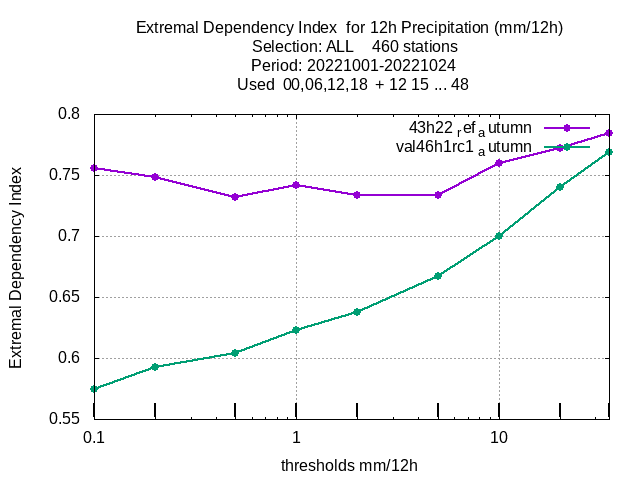 Extremal Dependency Index for 12h Precipitation (mm/12h)
Selection: ALL 460 stations
Period: 20221001-20221024
Used 00,06,12,18 + 12 15 ... 48
43h22 refautumn
val46h1rc1 autumn
0.8
0.75
0.7
0.65
0.6
0.55
Extremal Dependency Index
0.1 1 10
thresholds mm/12h